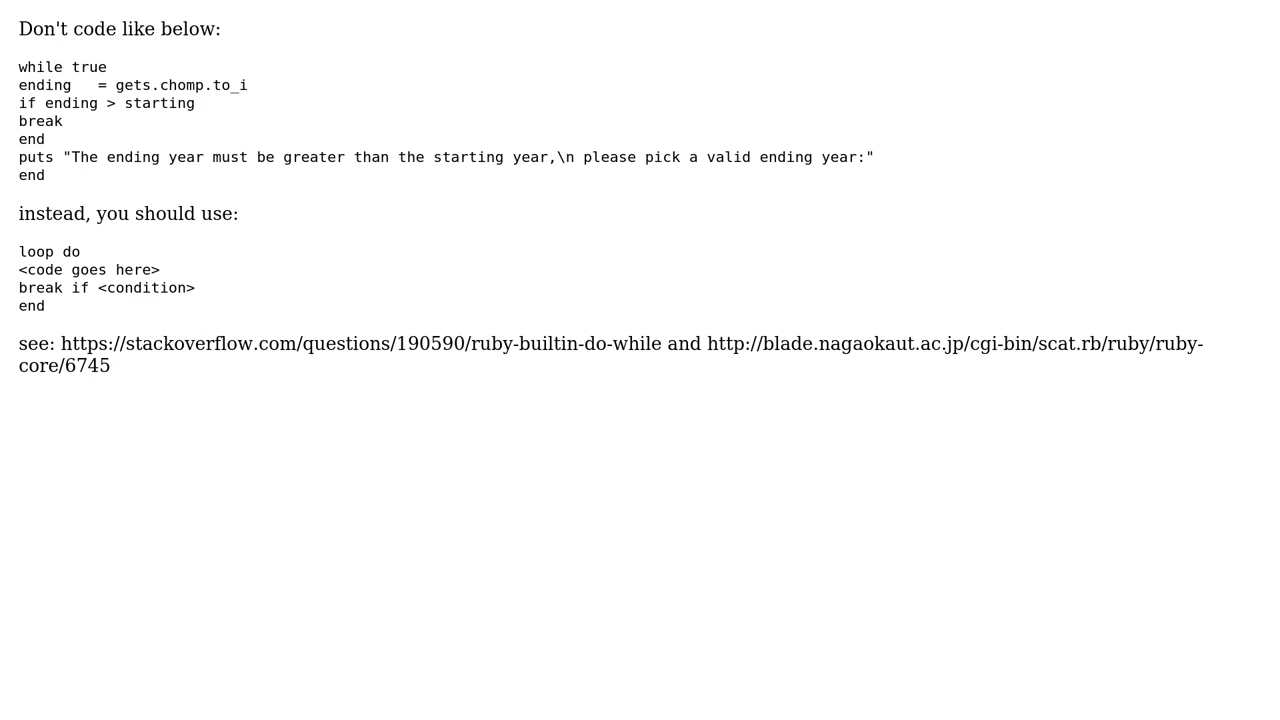 Don't code like below:
while true
ending   = gets.chomp.to_i
if ending > starting
break
end
puts "The ending year must be greater than the starting year,\n please pick a valid ending year:"
end
instead, you should use:
loop do
<code goes here>
break if <condition>
end
see: https://stackoverflow.com/questions/190590/ruby-builtin-do-while and http://blade.nagaokaut.ac.jp/cgi-bin/scat.rb/ruby/ruby-
core/6745